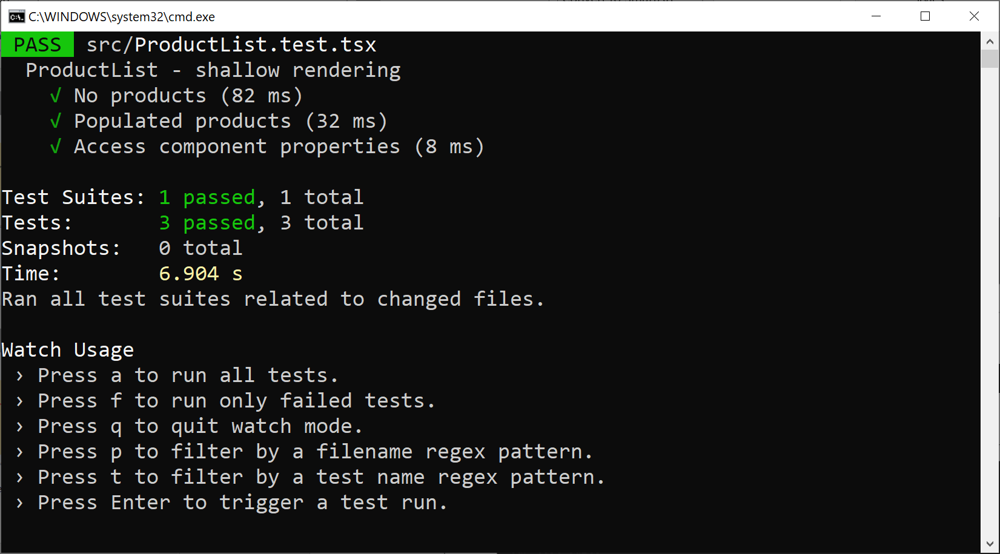 C:\WINDOWS\system32\cmd.exe
PASS src/ProductList.test.tsx
ProductList - shallow rendering
√ No products (82 ms)
√ Populated products (32 ms)
√ Access component properties (8 ms)
Test Suites: 1 passed, 1 total
Tests: 3 passed, 3 total
Snapshots: 0 total
Time: 6.904 s
Ran all test suites related to changed files.
Watch Usage
› Press a to run all tests.
› Press f to run only failed tests.
› Press q to quit watch mode.
› Press p to filter by a filename regex pattern.
› Press t to filter by a test name regex pattern.
› Press Enter to trigger a test run.